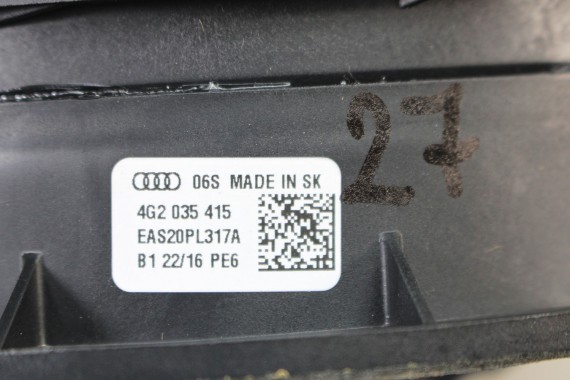 27
06S MADE IN SK
4G2 035 415
EAS20PL317A
B1 22/16 PE6